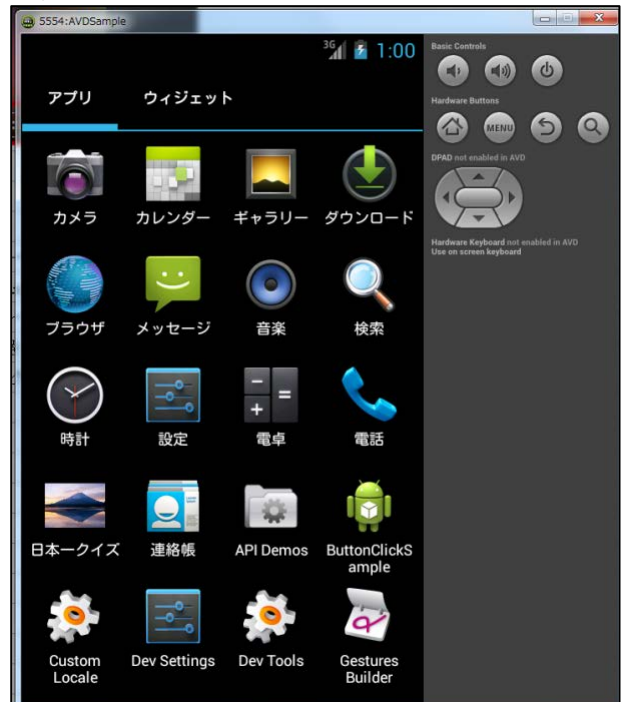 5554:AVDSample
3G 1:00
アプリ ウィジェット
カメラ カレンダー ギャラリー ダウンロード
ブラウザ メッセージ 音楽 検索
時計 設定 電卓 電話
日本一クイズ 連絡帳 API Demos ButtonClickS
ample
Custom Dev Settings Dev Tools Gestures
Locale Builder
Basic Controls
Hardware Buttons
MENU
DPAD not enabled in AVD
Hardware Keyboard not enabled in AVD
Use on screen keyboard